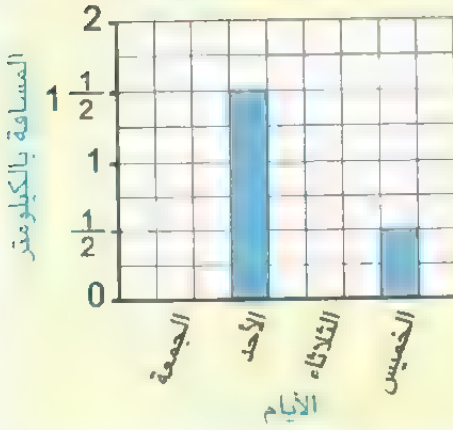 المسافة بالكيلومتر
2
1 1/2
1
1/2
0
الجمعة
الأحد
الثلاثاء
الخميس
الأيام